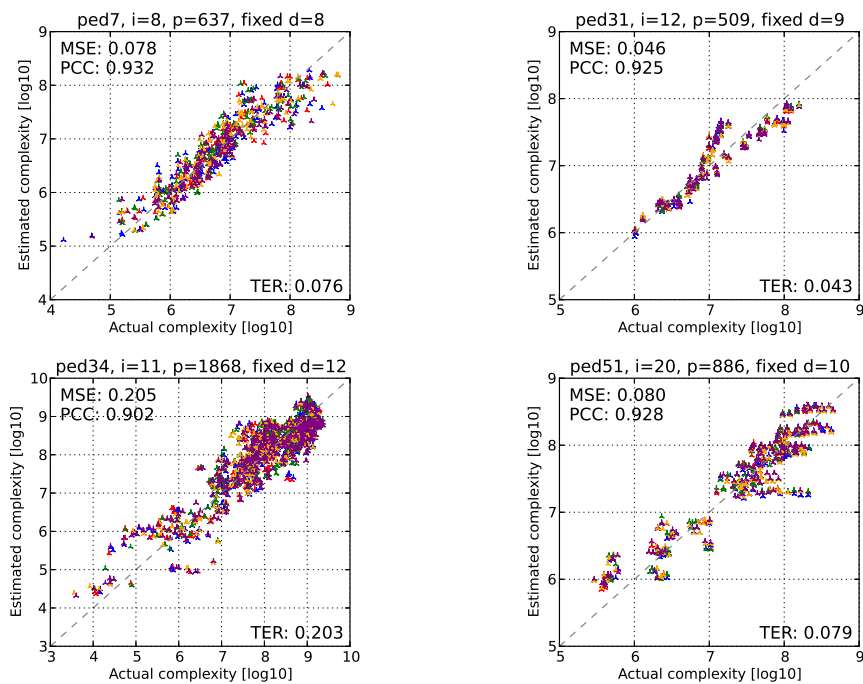 ped7, i=8, p=637, fixed d=8
MSE: 0.078
PCC: 0.932
TER: 0.076
9
8
7
6
5
4
4 5 6 7 8 9
Estimated complexity [log10]
Actual complexity [log10]
ped31, i=12, p=509, fixed d=9
MSE: 0.046
PCC: 0.925
TER: 0.043
9
8
7
6
5
5 6 7 8 9
Estimated complexity [log10]
Actual complexity [log10]
ped34, i=11, p=1868, fixed d=12
MSE: 0.205
PCC: 0.902
TER: 0.203
10
9
8
7
6
5
4
3
3 4 5 6 7 8 9 10
Estimated complexity [log10]
Actual complexity [log10]
ped51, i=20, p=886, fixed d=10
MSE: 0.080
PCC: 0.928
TER: 0.079
9
8
7
6
5
5 6 7 8 9
Estimated complexity [log10]
Actual complexity [log10]